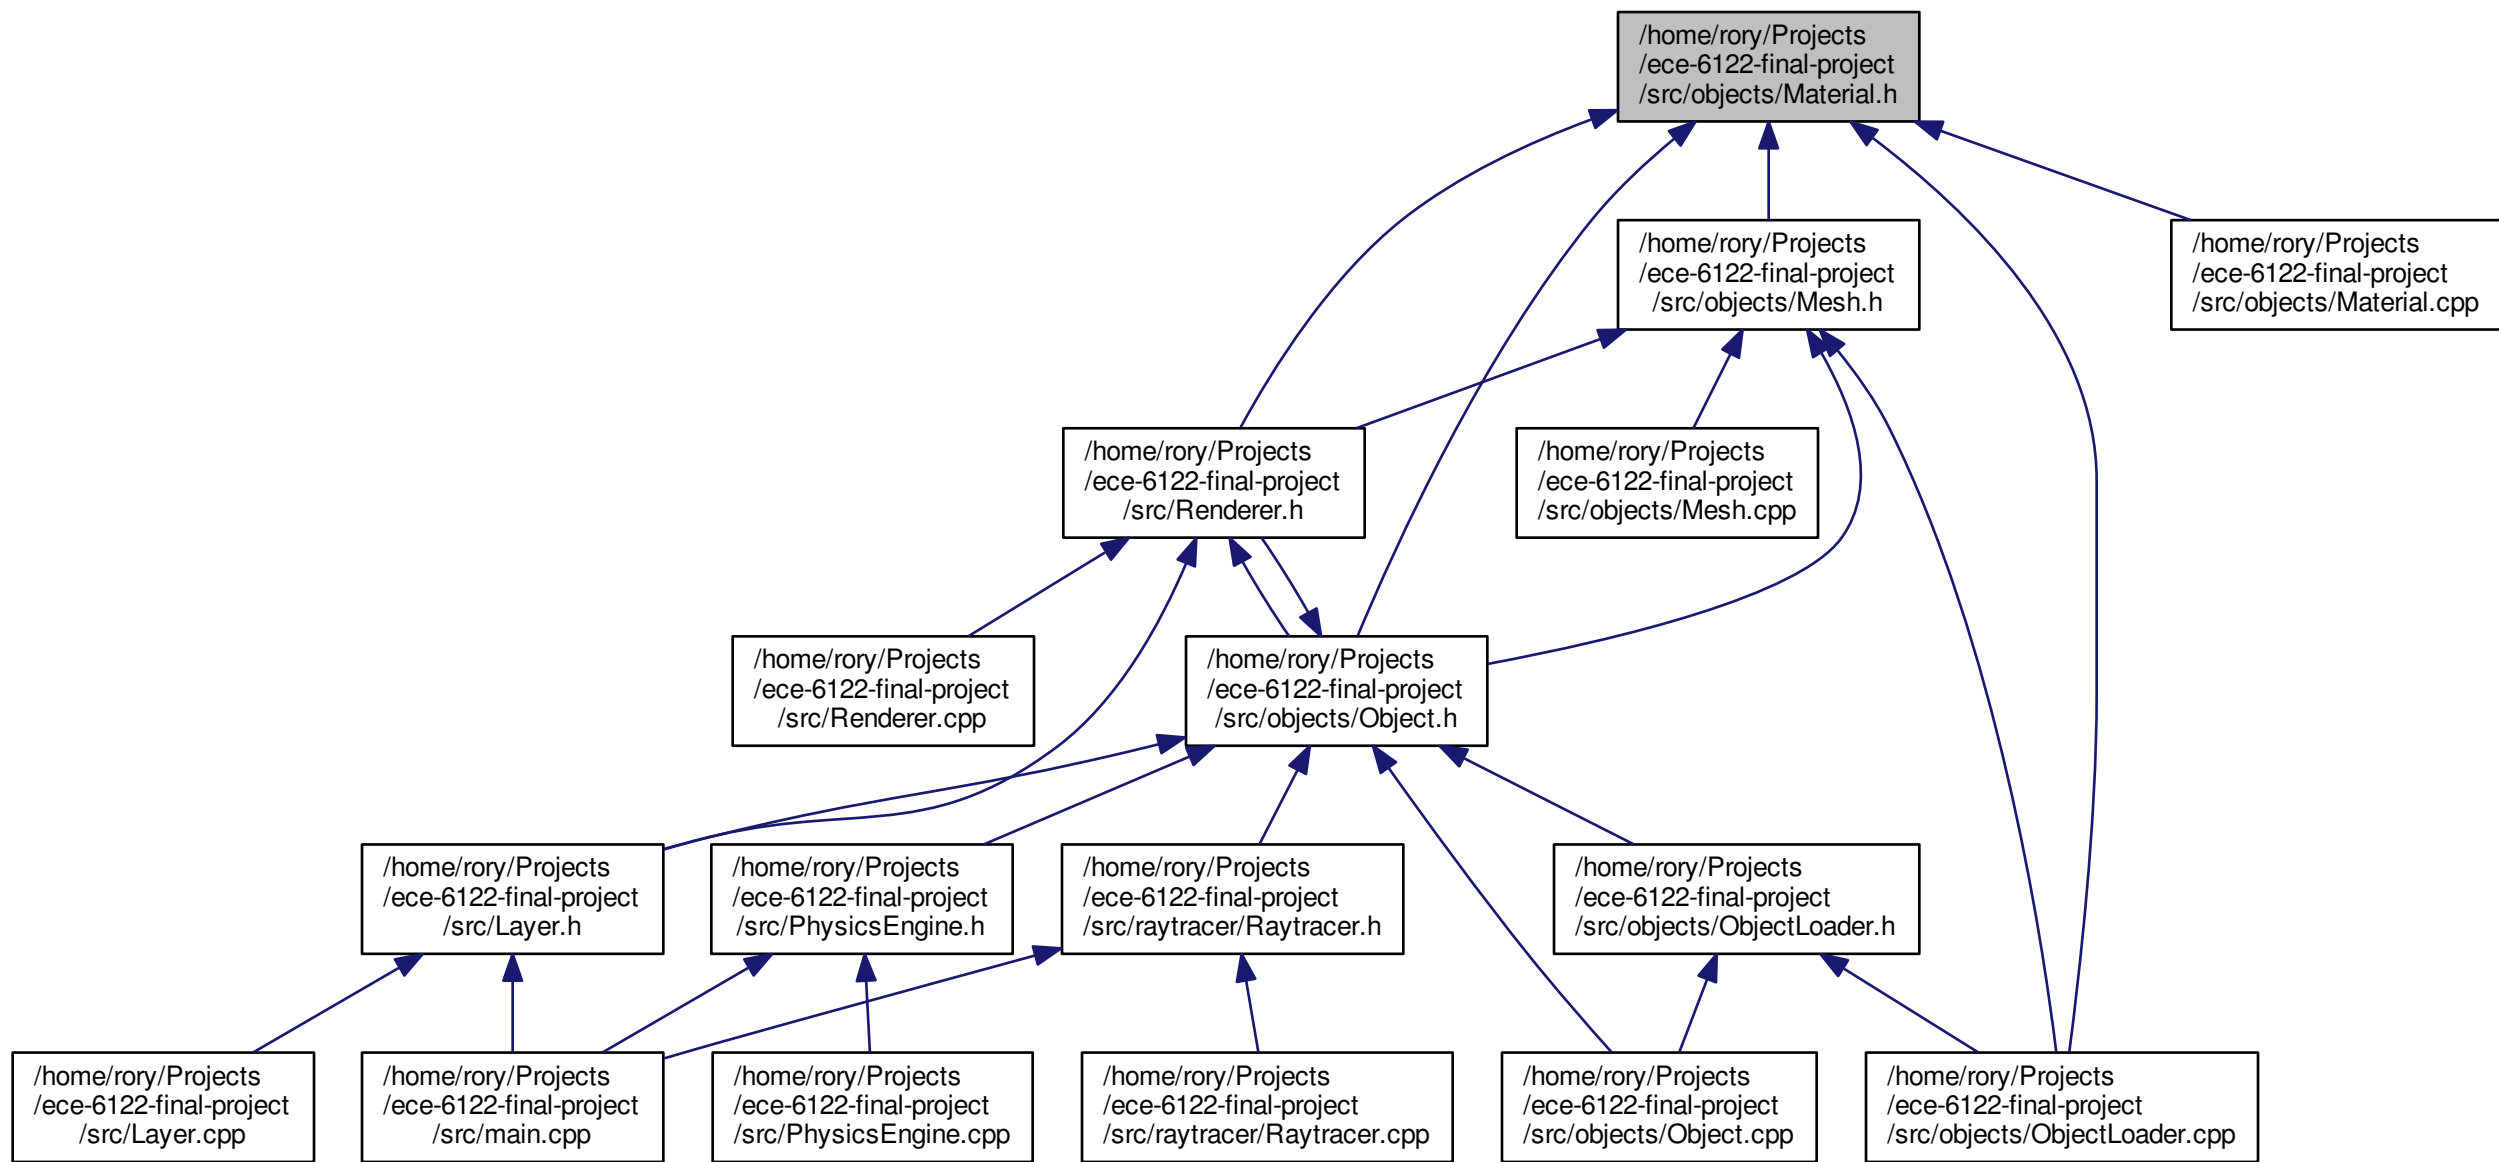 /home/rory/Projects
/ece-6122-final-project
/src/objects/Material.h
/home/rory/Projects
/ece-6122-final-project
/src/objects/Mesh.h
/home/rory/Projects
/ece-6122-final-project
/src/objects/Material.cpp
/home/rory/Projects
/ece-6122-final-project
/src/Renderer.h
/home/rory/Projects
/ece-6122-final-project
/src/objects/Mesh.cpp
/home/rory/Projects
/ece-6122-final-project
/src/Renderer.cpp
/home/rory/Projects
/ece-6122-final-project
/src/objects/Object.h
/home/rory/Projects
/ece-6122-final-project
/src/Layer.h
/home/rory/Projects
/ece-6122-final-project
/src/PhysicsEngine.h
/home/rory/Projects
/ece-6122-final-project
/src/raytracer/Raytracer.h
/home/rory/Projects
/ece-6122-final-project
/src/objects/ObjectLoader.h
/home/rory/Projects
/ece-6122-final-project
/src/Layer.cpp
/home/rory/Projects
/ece-6122-final-project
/src/main.cpp
/home/rory/Projects
/ece-6122-final-project
/src/PhysicsEngine.cpp
/home/rory/Projects
/ece-6122-final-project
/src/raytracer/Raytracer.cpp
/home/rory/Projects
/ece-6122-final-project
/src/objects/Object.cpp
/home/rory/Projects
/ece-6122-final-project
/src/objects/ObjectLoader.cpp